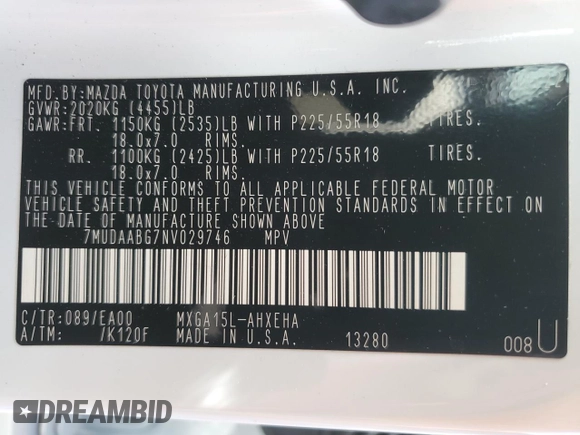 MFD.BY:MAZDA TOYOTA MANUFACTURING U.S.A. INC.
GVWR:2020KG (4455)LB
GAWR:FRT. 1150KG (2535)LB WITH P225/55R18 TIRES.
18.0x7.0 RIMS.
RR. 1100KG (2425)LB WITH P225/55R18 TIRES.
18.0x7.0 RIMS.
THIS VEHICLE CONFORMS TO ALL APPLICABLE FEDERAL MOTOR
VEHICLE SAFETY AND THEFT PREVENTION STANDARDS IN EFFECT ON
THE DATE OF MANUFACTURE SHOWN ABOVE
7MUDAABG7NV029746 MPV
C/TR:089/EA00 MXGA15L-AHXEHA
A/TM: /K120F MADE IN U.S.A. 13280 008U
DREAMBID